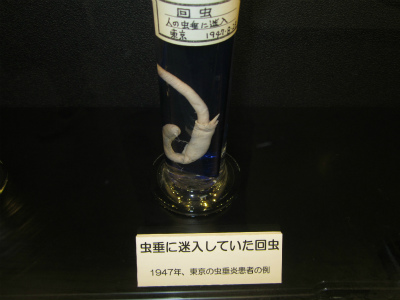 回虫
人の虫垂に迷入
東京 1947.
虫垂に迷入していた回虫
1947年、東京の虫垂炎患者の例